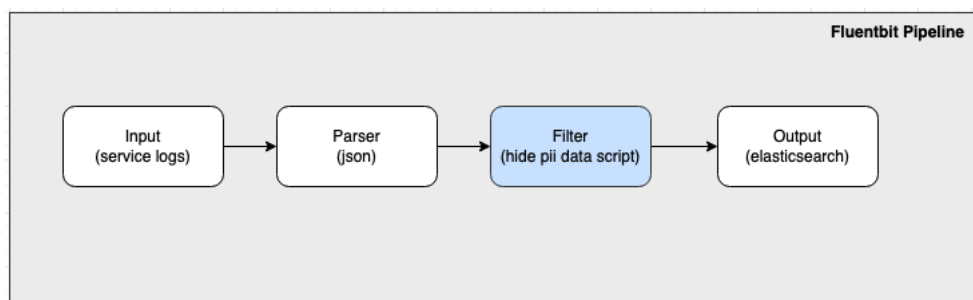 Fluentbit Pipeline
Input
(service logs)
Parser
(json)
Filter
(hide pii data script)
Output
(elasticsearch)